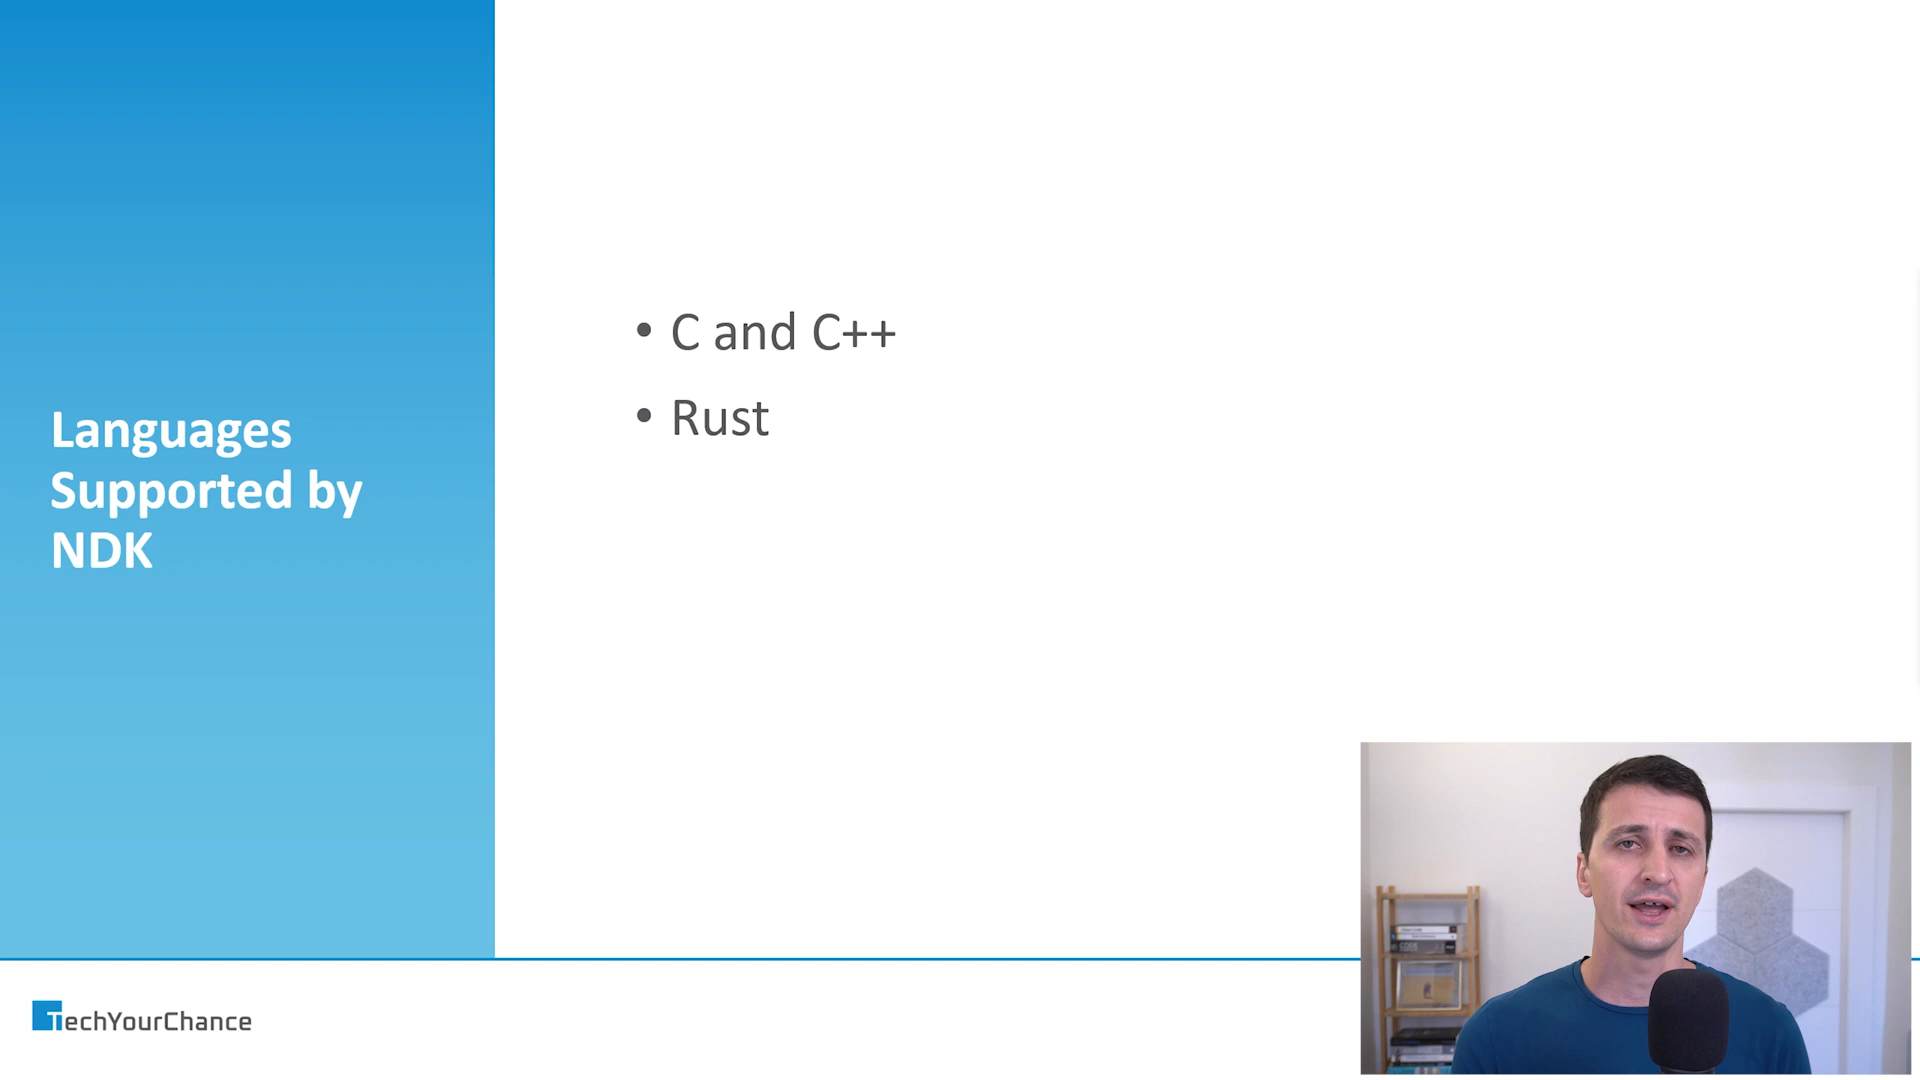 Languages
Supported by
NDK
• C and C++
• Rust
TechYourChance